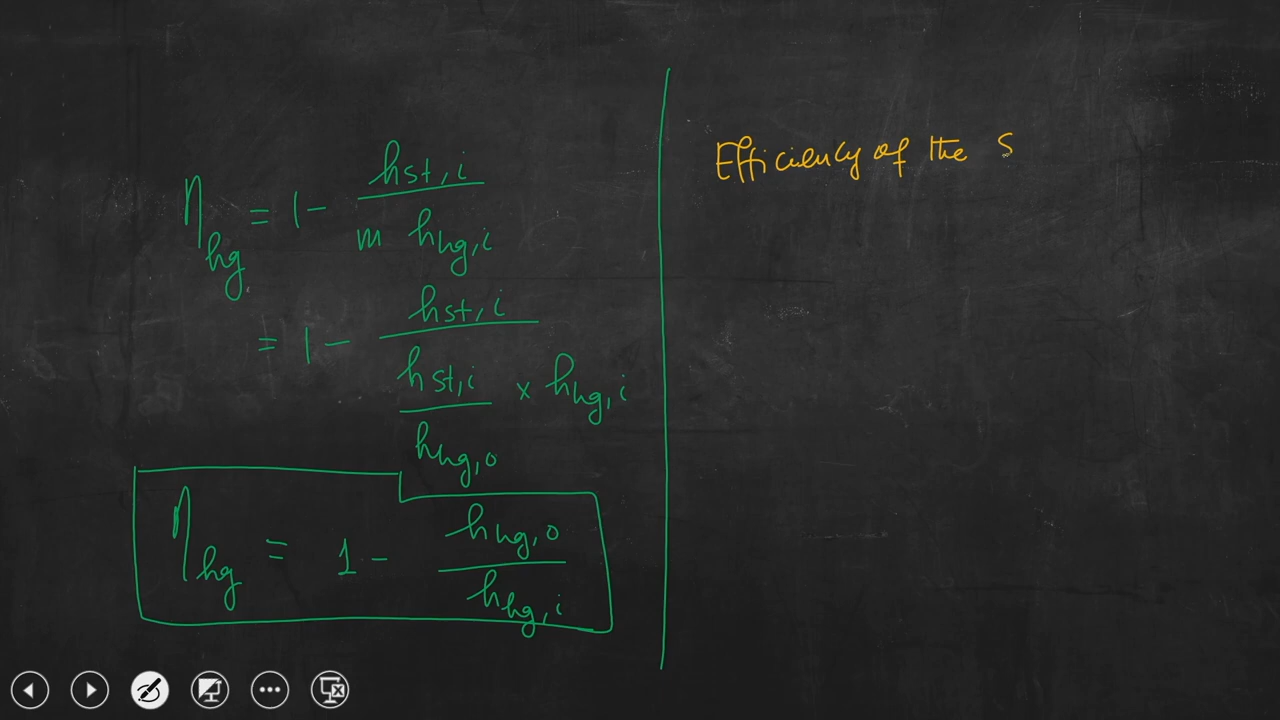 η_hg = 1 - h_st,i / (m h_hg,i)
= 1 - h_st,i / ((h_st,i / h_hg,o) × h_hg,i)
η_hg = 1 - h_hg,o / h_hg,i
Efficiency of the S